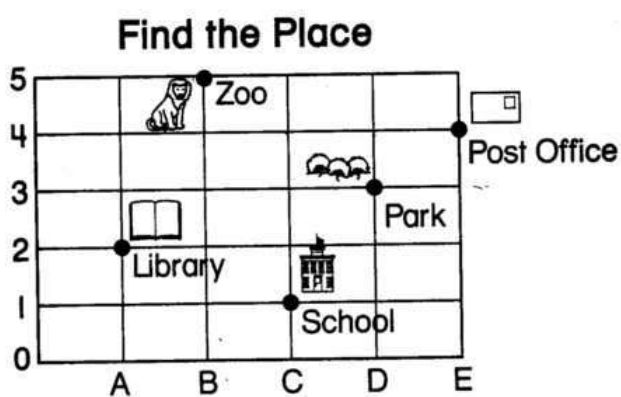 Find the Place
5
Zoo
4
Post Office
3
Park
2
Library
1
School
0
A B C D E